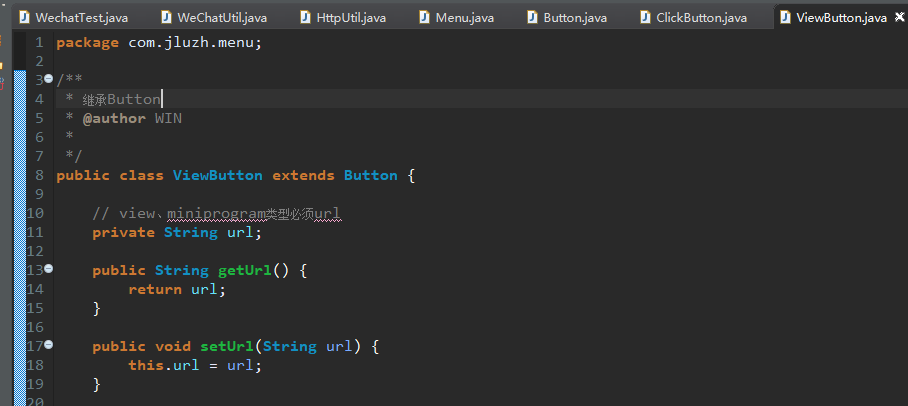 WechatTest.java WeChatUtil.java HttpUtil.java Menu.java Button.java ClickButton.java ViewButton.java
1 package com.jluzh.menu;
2
3 /**
4 * 继承Button
5 * @author WIN
6 *
7 */
8 public class ViewButton extends Button {
9
10 // view、miniprogram类型必须url
11 private String url;
12
13 public String getUrl() {
14 return url;
15 }
16
17 public void setUrl(String url) {
18 this.url = url;
19 }
20